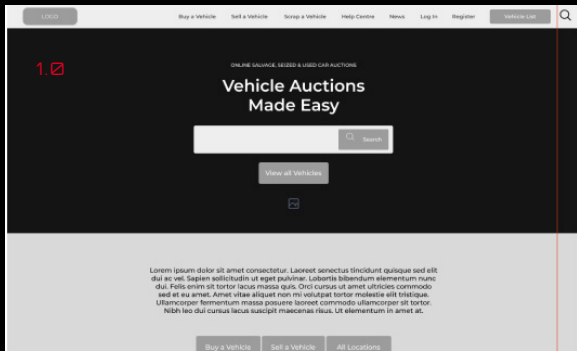 LOGO
Buy a Vehicle Sell a Vehicle Scrap a Vehicle Help Centre News Log In Register Vehicle List
1.0
ONLINE SALVAGE, SEIZED & USED CAR AUCTIONS
Vehicle Auctions
Made Easy
Search
View all Vehicles
Lorem ipsum dolor sit amet consectetur. Laoreet senectus tincidunt quisque sed elit
dui ac vel. Sapien sollicitudin ut eget pulvinar. Lobortis bibendum elementum nunc
dui. Felis enim sit tortor lacus massa quis. Orci cursus ut amet ultricies commodo
sed et eu amet. Amet vitae aliquet non mi volutpat tortor molestie elit tristique.
Ullamcorper fermentum massa posuere laoreet commodo ullamcorper sit tortor.
Nibh leo dui cursus lacus suscipit maecenas risus. Ut elementum in amet at.
Buy a Vehicle Sell a Vehicle All Locations